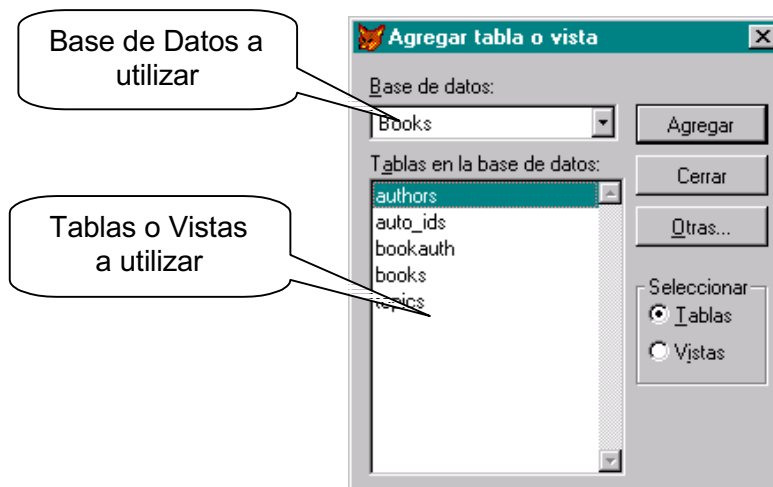 Base de Datos a
utilizar
Tablas o Vistas
a utilizar
Agregar tabla o vista
Base de datos:
Books
Agregar
Tablas en la base de datos:
Cerrar
authors
auto_ids
Otras...
bookauth
books
topics
Seleccionar
Tablas
Vistas